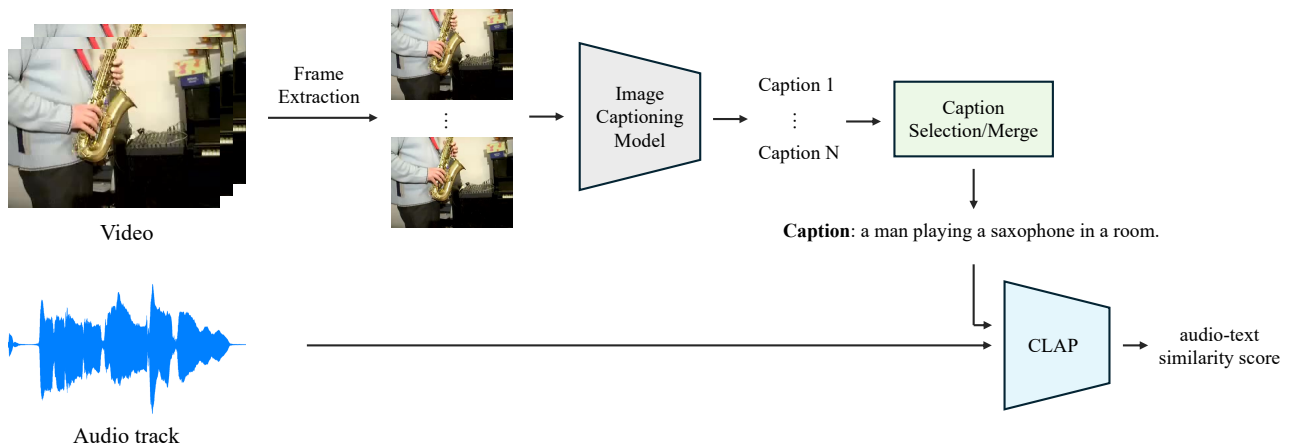 Frame
Extraction
⋮
Image
Captioning
Model
Caption 1
⋮
Caption N
Caption
Selection/Merge
Video
Caption: a man playing a saxophone in a room.
CLAP
audio-text
similarity score
Audio track